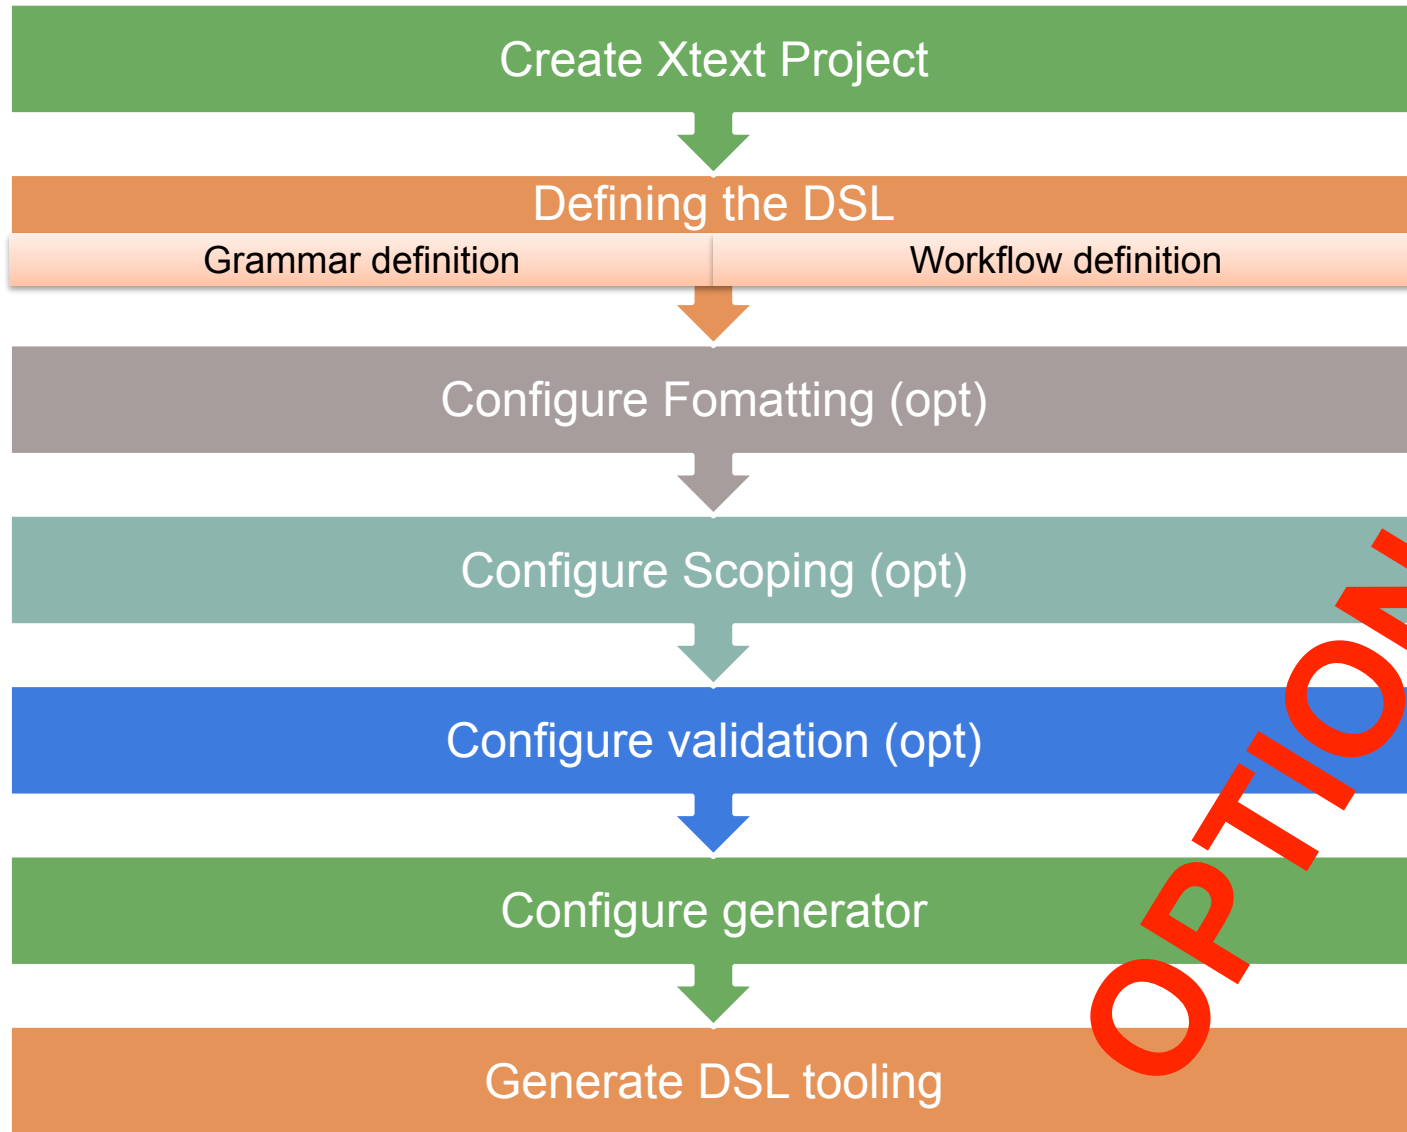 Create Xtext Project
Defining the DSL
Grammar definition
Workflow definition
Configure Fomatting (opt)
Configure Scoping (opt)
Configure validation (opt)
Configure generator
Generate DSL tooling
OPTION